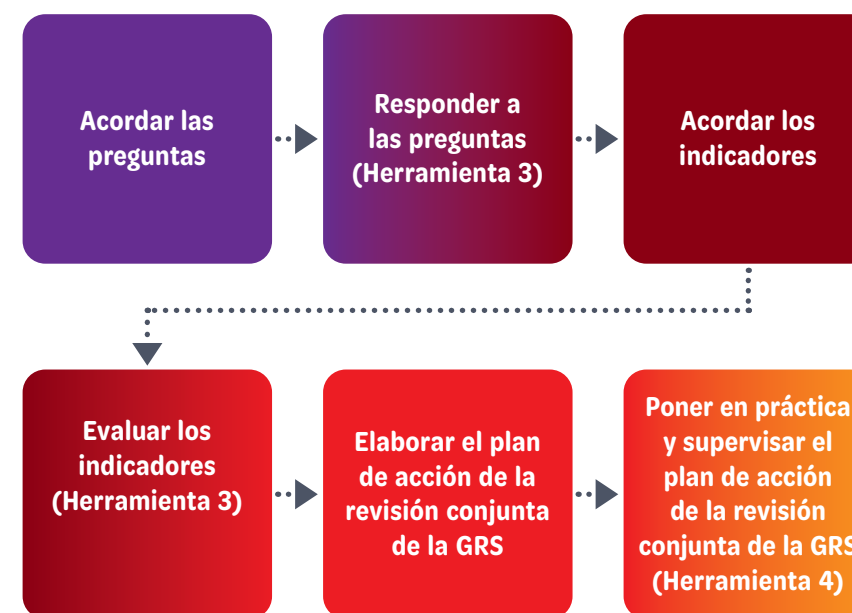 Acordar las
preguntas
Responder a
las preguntas
(Herramienta 3)
Acordar los
indicadores
Evaluar los
indicadores
(Herramienta 3)
Elaborar el plan
de acción de la
revisión conjunta
de la GRS
Poner en práctica
y supervisar el
plan de acción
de la revisión
conjunta de la GRS
(Herramienta 4)